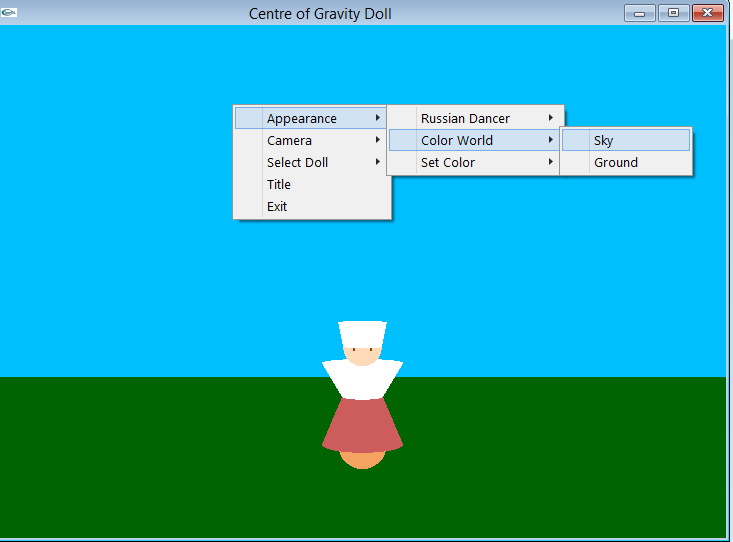 Centre of Gravity Doll
Appearance
Camera
Select Doll
Title
Exit
Russian Dancer
Color World
Set Color
Sky
Ground